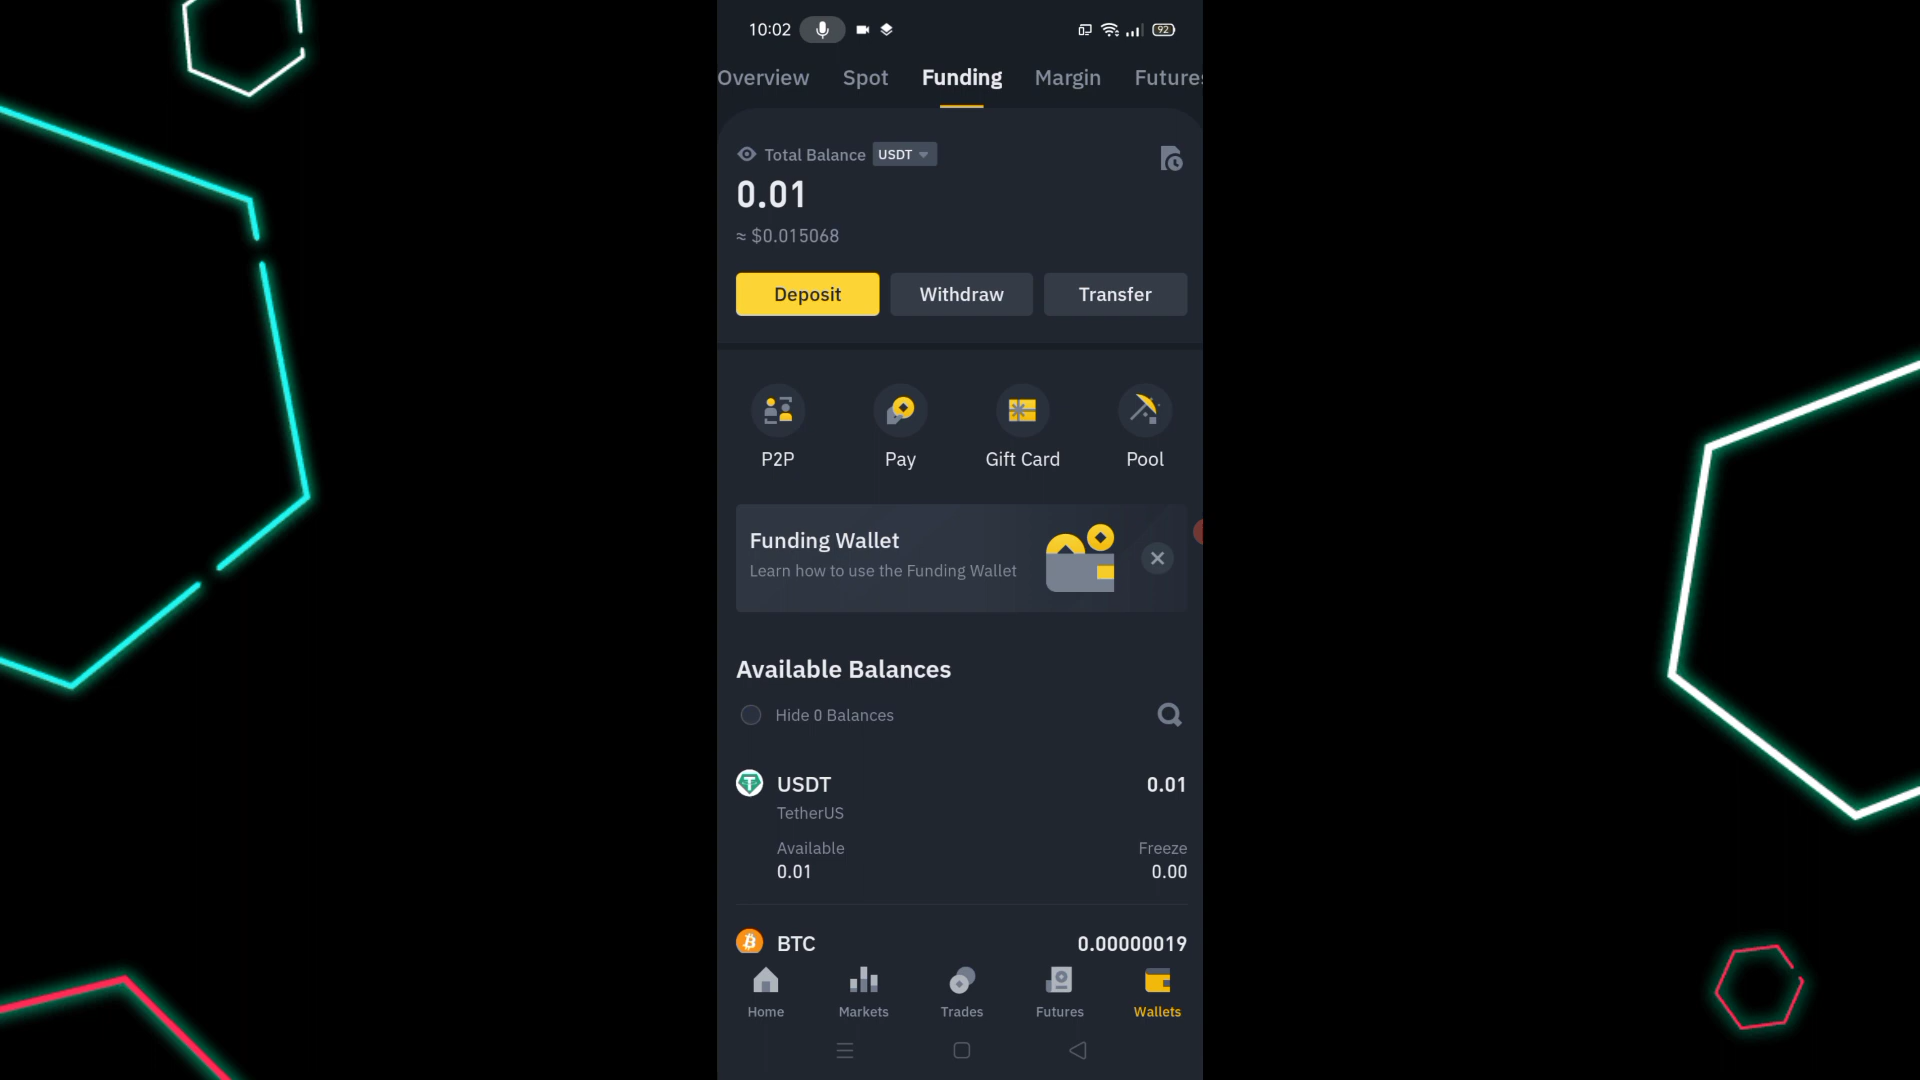 10:02
92
Overview Spot Funding Margin Futures
Total Balance USDT
0.01
≈ $0.015068
Deposit Withdraw Transfer
P2P Pay Gift Card Pool
Funding Wallet
Learn how to use the Funding Wallet
Available Balances
Hide 0 Balances
USDT 0.01
TetherUS
Available Freeze
0.01 0.00
BTC 0.00000019
Home Markets Trades Futures Wallets